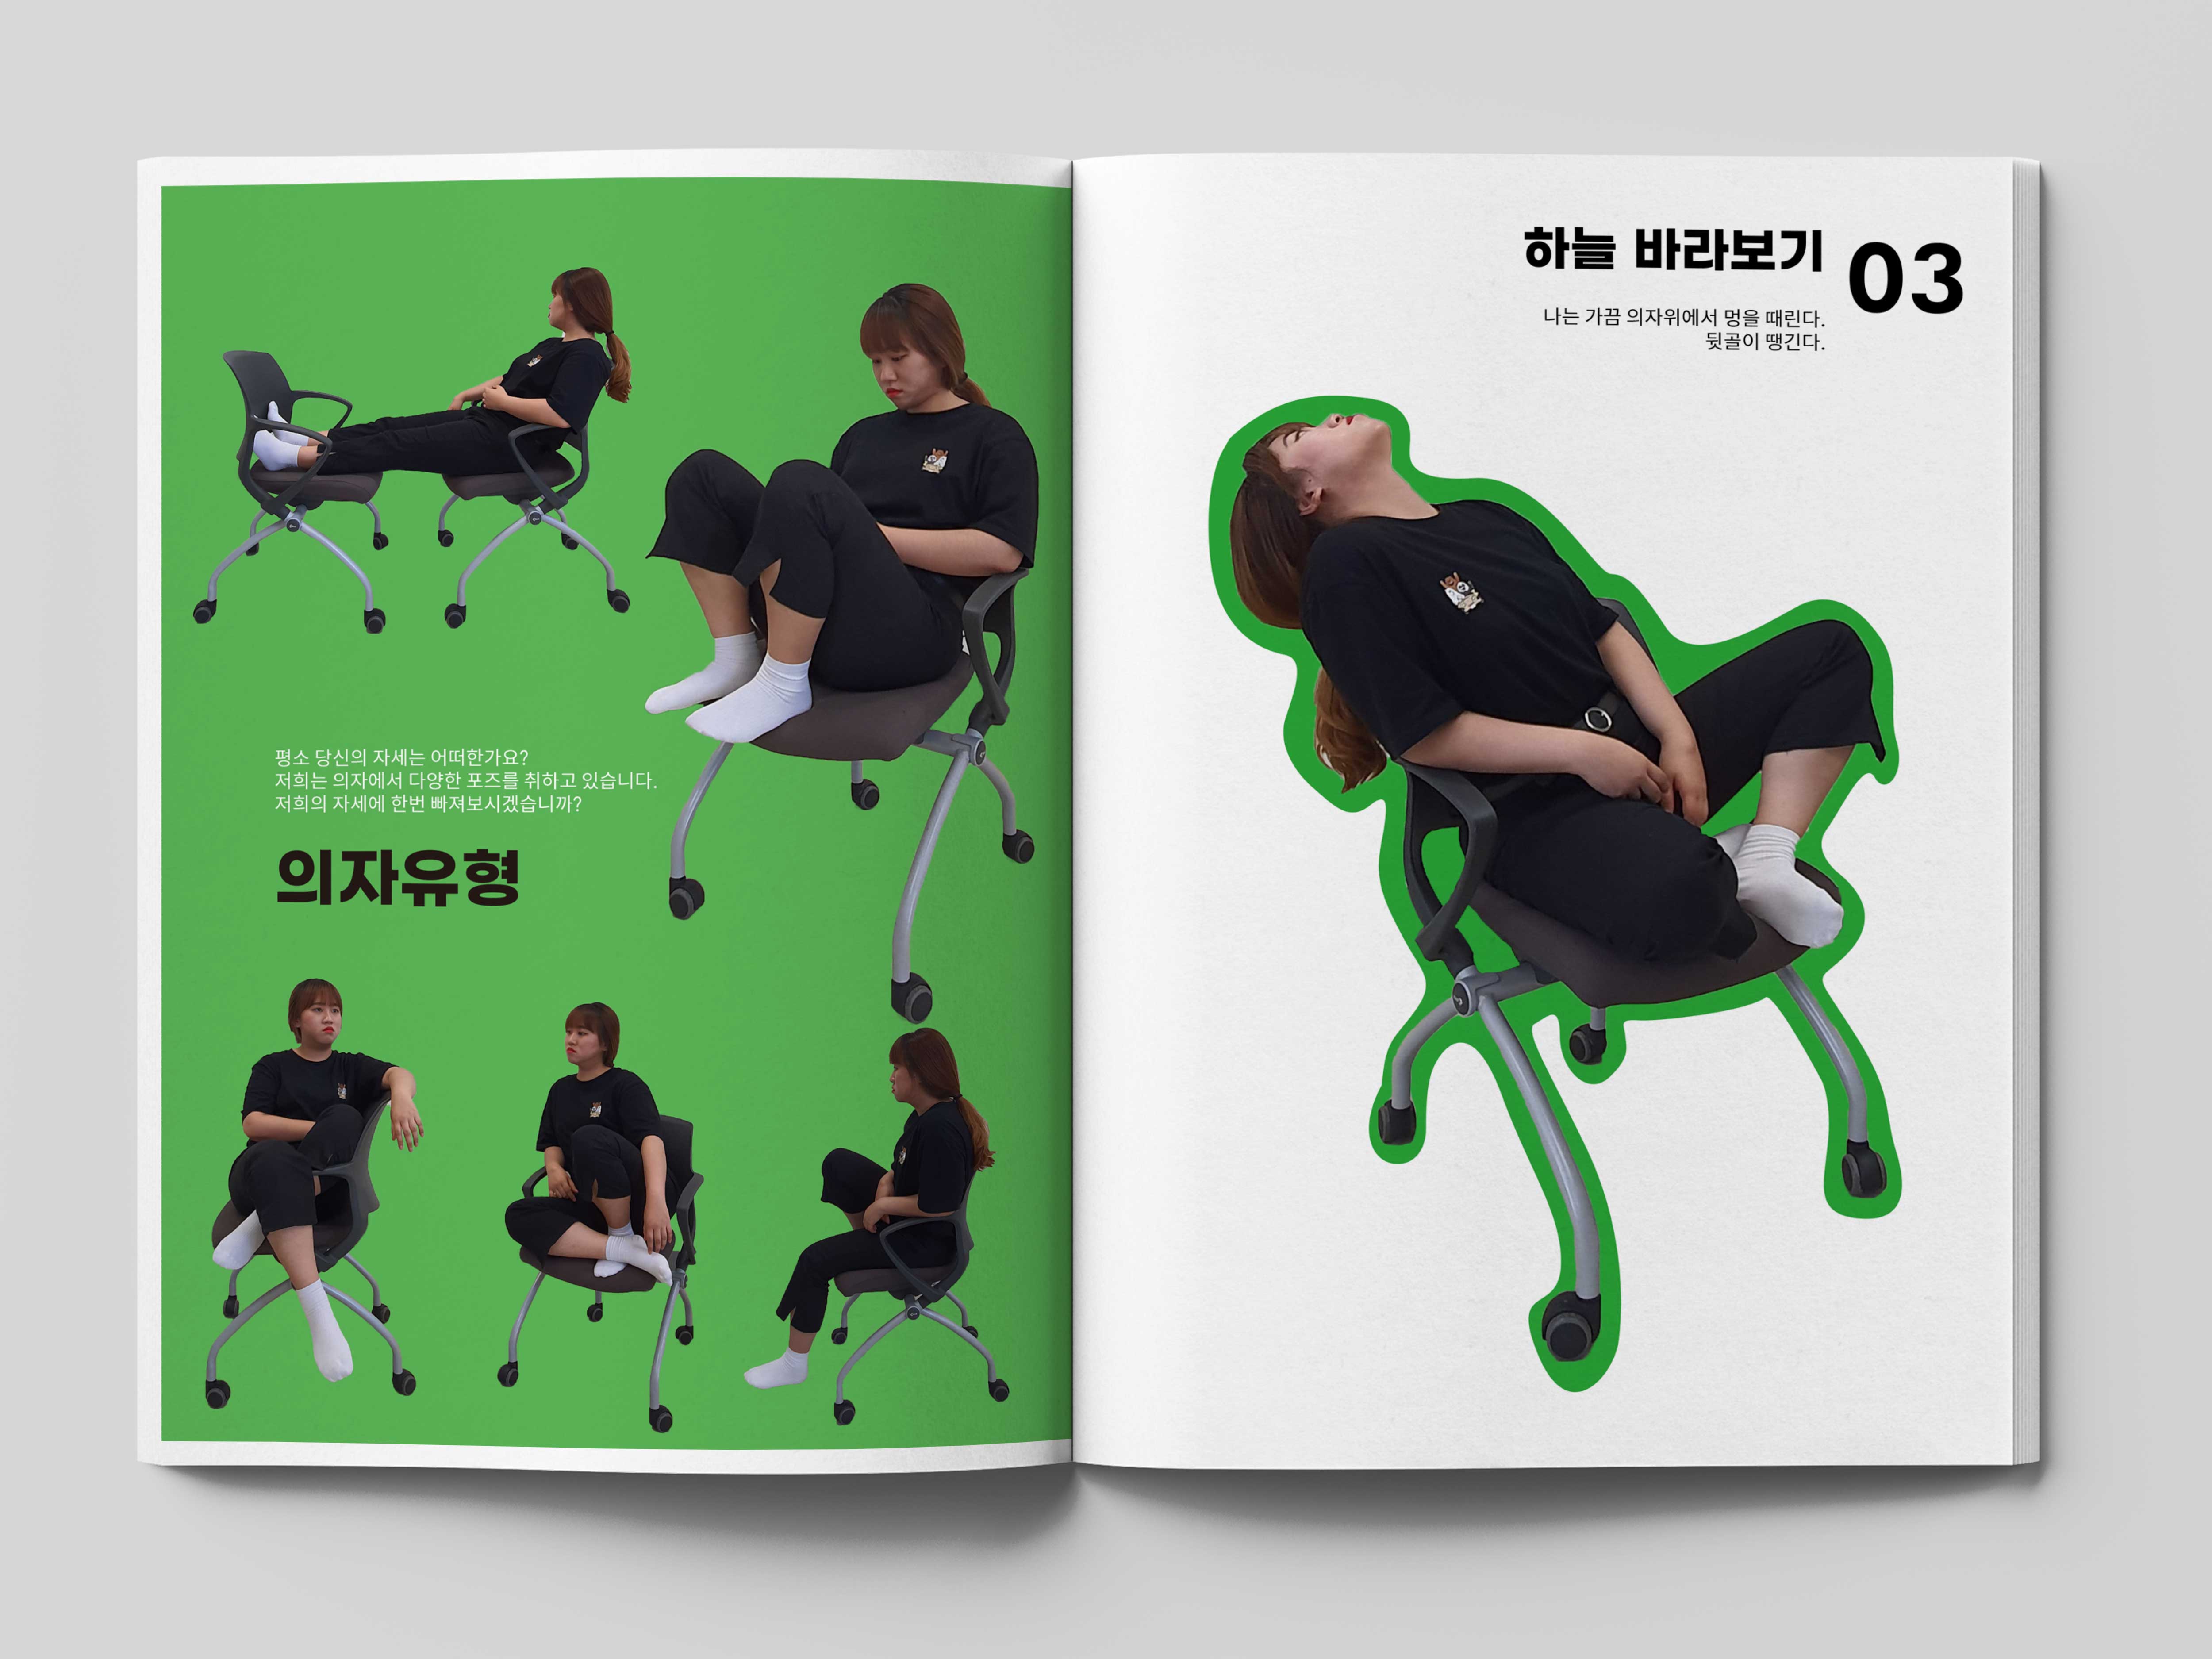 평소 당신의 자세는 어떠한가요?
저희는 의자에서 다양한 포즈를 취하고 있습니다.
저희의 자세에 한번 빠져보시겠습니까?
의자유형
하늘 바라보기
03
나는 가끔 의자위에서 멍을 때린다.
뒷골이 땡긴다.